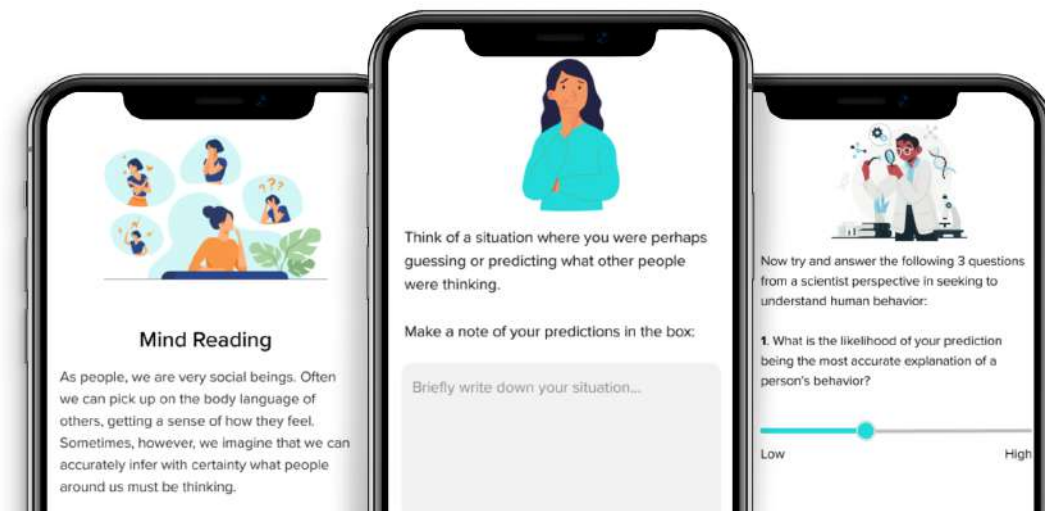 Mind Reading
As people, we are very social beings. Often
we can pick up on the body language of
others, getting a sense of how they feel.
Sometimes, however, we imagine that we can
accurately infer with certainty what people
around us must be thinking.
Think of a situation where you were perhaps
guessing or predicting what other people
were thinking.
Make a note of your predictions in the box:
Briefly write down your situation...
Now try and answer the following 3 questions
from a scientist perspective in seeking to
understand human behavior:
1. What is the likelihood of your prediction
being the most accurate explanation of a
person's behavior?
Low High